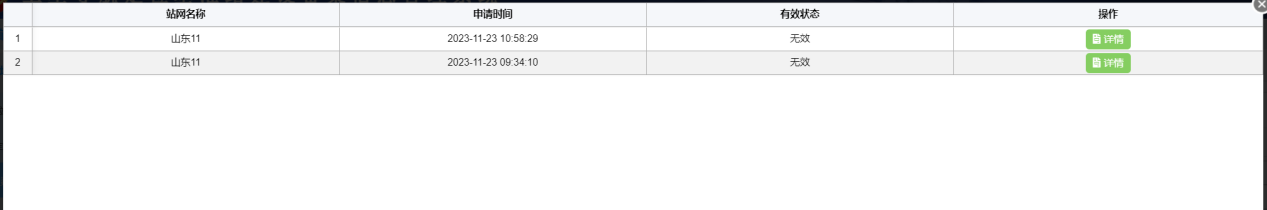 站网名称 申请时间 有效状态 操作
1 山东11 2023-11-23 10:58:29 无效 详情
2 山东11 2023-11-23 09:34:10 无效 详情